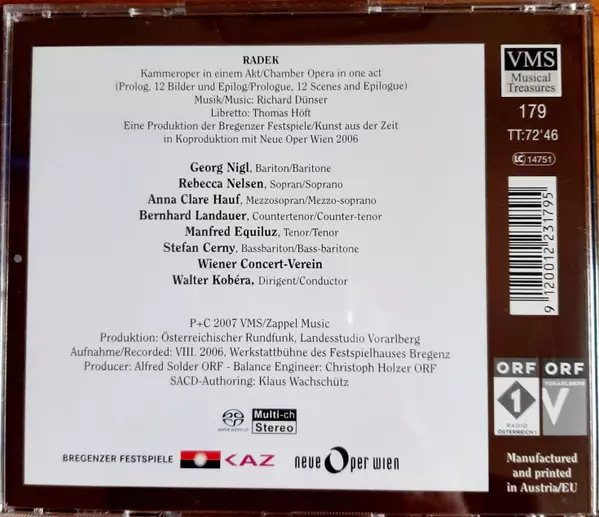 RADEK
Kammeroper in einem Akt/Chamber Opera in one act
(Prolog, 12 Bilder und Epilog/Prologue, 12 Scenes and Epilogue)
Musik/Music: Richard Dünser
Libretto: Thomas Höft
Eine Produktion der Bregenzer Festspiele/Kunst aus der Zeit
in Koproduktion mit Neue Oper Wien 2006
Georg Nigl, Bariton/Baritone
Rebecca Nelsen, Sopran/Soprano
Anna Clare Hauf, Mezzosopran/Mezzo-soprano
Bernhard Landauer, Countertenor/Counter-tenor
Manfred Equiluz, Tenor/Tenor
Stefan Cerny, Bassbariton/Bass-baritone
Wiener Concert-Verein
Walter Kobéra, Dirigent/Conductor
P+C 2007 VMS/Zappel Music
Produktion: Österreichischer Rundfunk, Landesstudio Vorarlberg
Aufnahme/Recorded: VIII. 2006, Werkstattbühne des Festspielhauses Bregenz
Producer: Alfred Solder ORF - Balance Engineer: Christoph Holzer ORF
SACD-Authoring: Klaus Wachschütz
Multi-ch
Stereo
BREGENZER FESTSPIELE
KAZ
neue Oper wien
VMS
Musical
Treasures
179
TT:72'46
LC 14751
9 120012 231795
ORF
1
RADIO
ÖSTERREICH 1
ORF
VORARLBERG
V
Manufactured
and printed
in Austria/EU